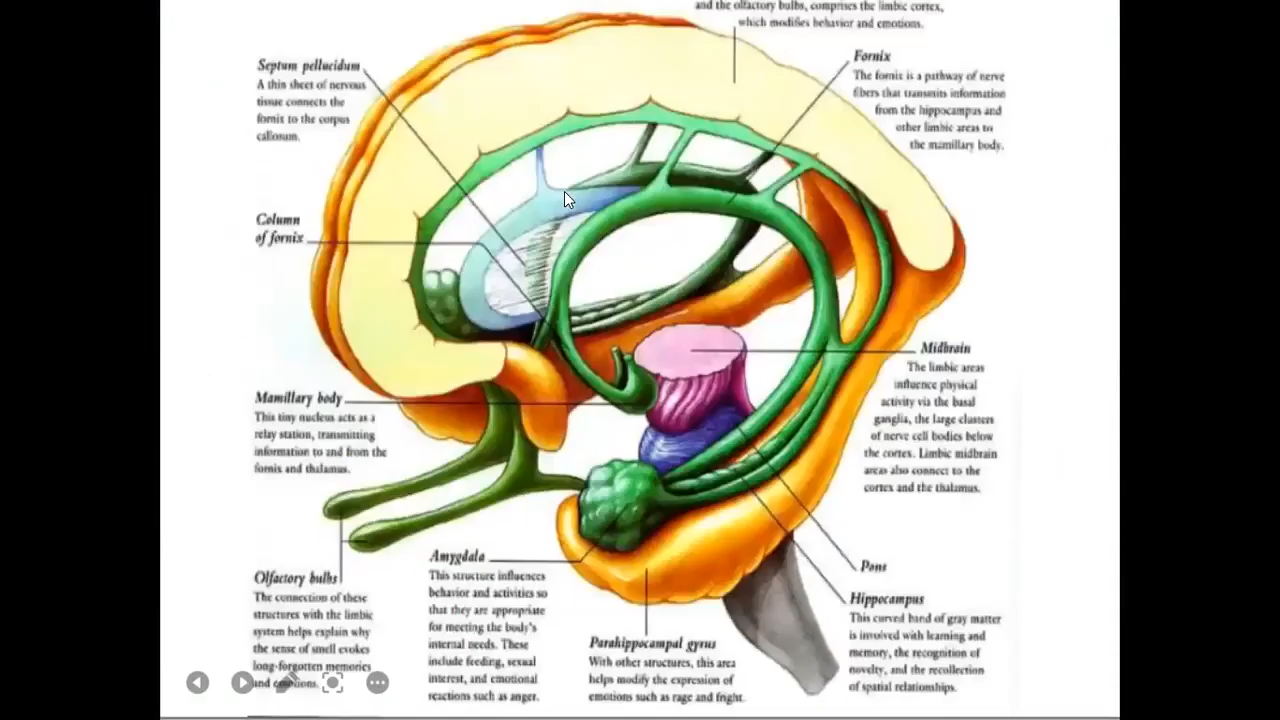 and the olfactory bulbs, comprises the limbic cortex,
which modifies behavior and emotions.
Septum pellucidum
A thin sheet of nervous
tissue connects the
fornix to the corpus
callosum.
Fornix
The fornix is a pathway of nerve
fibers that transmits information
from the hippocampus and
other limbic areas to
the mamillary body.
Column
of fornix
Midbrain
The limbic areas
influence physical
activity via the basal
ganglia, the large clusters
of nerve cell bodies below
the cortex. Limbic midbrain
areas also connect to the
cortex and the thalamus.
Mamillary body
This tiny nucleus acts as a
relay station, transmitting
information to and from the
fornix and thalamus.
Olfactory bulbs
The connection of these
structures with the limbic
system helps explain why
the sense of smell evokes
long-forgotten memories
and emotions.
Amygdala
This structure influences
behavior and activities so
that they are appropriate
for meeting the body's
internal needs. These
include feeding, sexual
interest, and emotional
reactions such as anger.
Parahippocampal gyrus
With other structures, this area
helps modify the expression of
emotions such as rage and fright.
Pons
Hippocampus
This curved band of gray matter
is involved with learning and
memory, the recognition of
novelty, and the recollection
of spatial relationships.